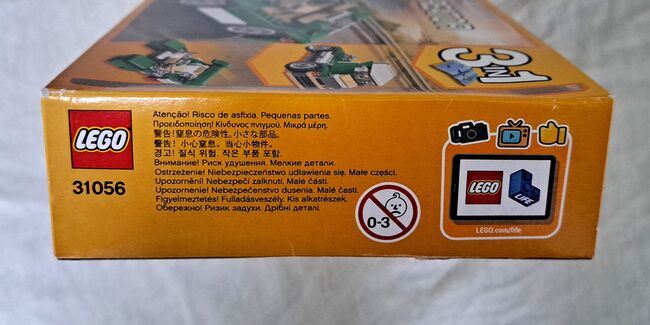 3 IN 1
LEGO
31056
Atenção! Risco de asfixia. Pequenas partes.
Προειδοποίηση! Κίνδυνος πνιγμού. Μικρά μέρη.
警告!窒息の危険性。小さな部品。
警告! 小心窒息,当心小物件。
경고! 질식 위험. 작은 부품 포함.
Внимание! Риск удушения. Мелкие детали.
Ostrzeżenie! Niebezpieczeństwo udławienia się. Małe części.
Upozornění! Nebezpečí zalknutí. Malé části.
Upozornenie! Nebezpečenstvo dusenia. Malé časti.
Figyelmeztetés! Fulladásveszély. Kis alkatrészek.
Обережно! Ризик задухи. Дрібні деталі.
0-3
LEGO
LIFE
LEGO.com/life